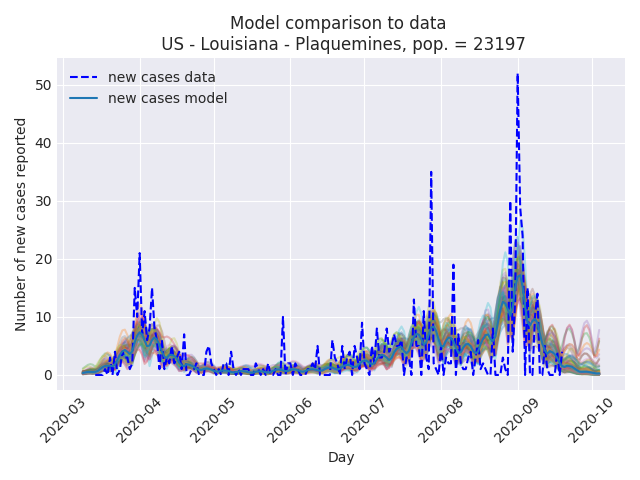 Model comparison to data
US - Louisiana - Plaquemines, pop. = 23197
new cases data
new cases model
Number of new cases reported
50
40
30
20
10
0
2020-03
2020-04
2020-05
2020-06
2020-07
2020-08
2020-09
2020-10
Day